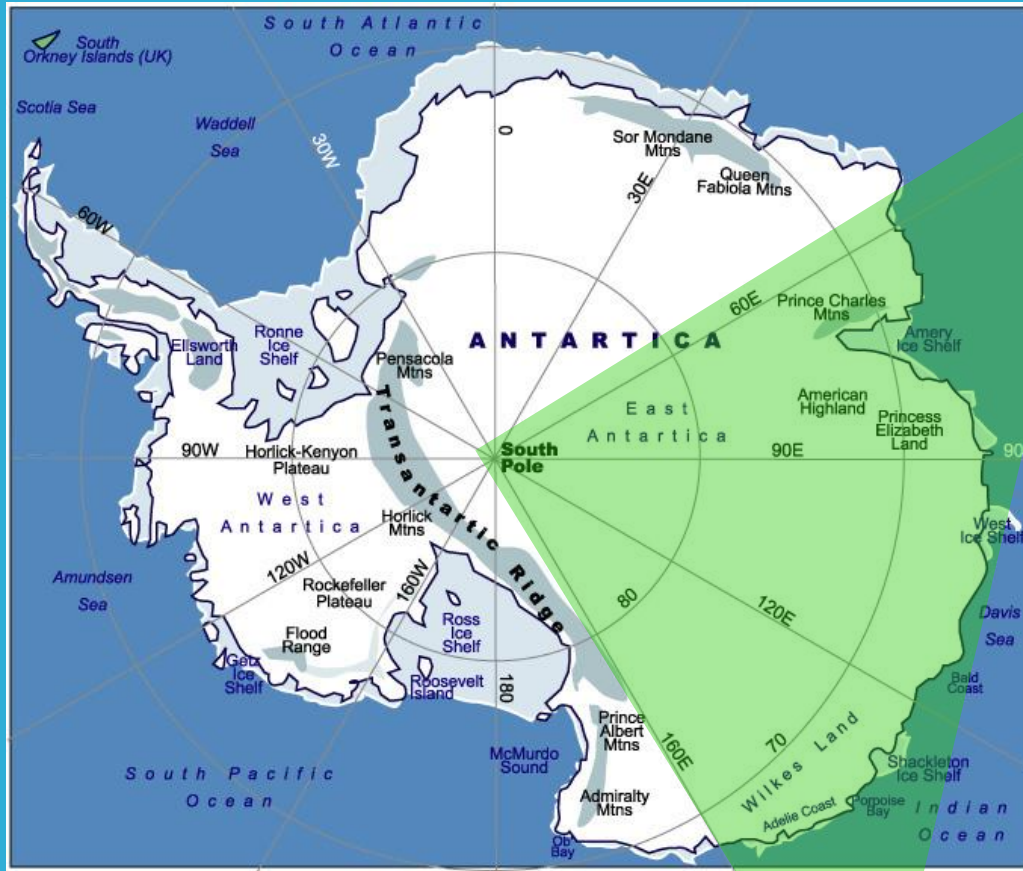 South Atlantic
Ocean
South
Orkney Islands (UK)
Scotia Sea
Waddell
Sea
30W
0
Sor Mondane
Mtns
30E
Queen
Fabiola Mtns
60W
60E
Prince Charles
Mtns
Amery
Ice Shelf
Ronne
Ice
Shelf
Ellsworth
Land
Pensacola
Mtns
ANTARTICA
American
Highland
Princess
Elizabeth
Land
East
Antartica
90W
Horlick-Kenyon
Plateau
South
Pole
90E
90
West
Antartica
Horlick
Mtns
Transantartic Ridge
West
Ice Shelf
Amundsen
Sea
120W
Rockefeller
Plateau
160W
Ross
Ice
Shelf
80
120E
Davis
Sea
Flood
Range
Getz
Ice
Shelf
Roosevelt
Island
180
Bald
Coast
Prince
Albert
Mtns
160E
70
Wilkes Land
McMurdo
Sound
Shackleton
Ice Shelf
South Pacific
Ocean
Admiralty
Mtns
Adelie Coast
Porpoise
Bay
Indian
Ocean
Ob'
Bay